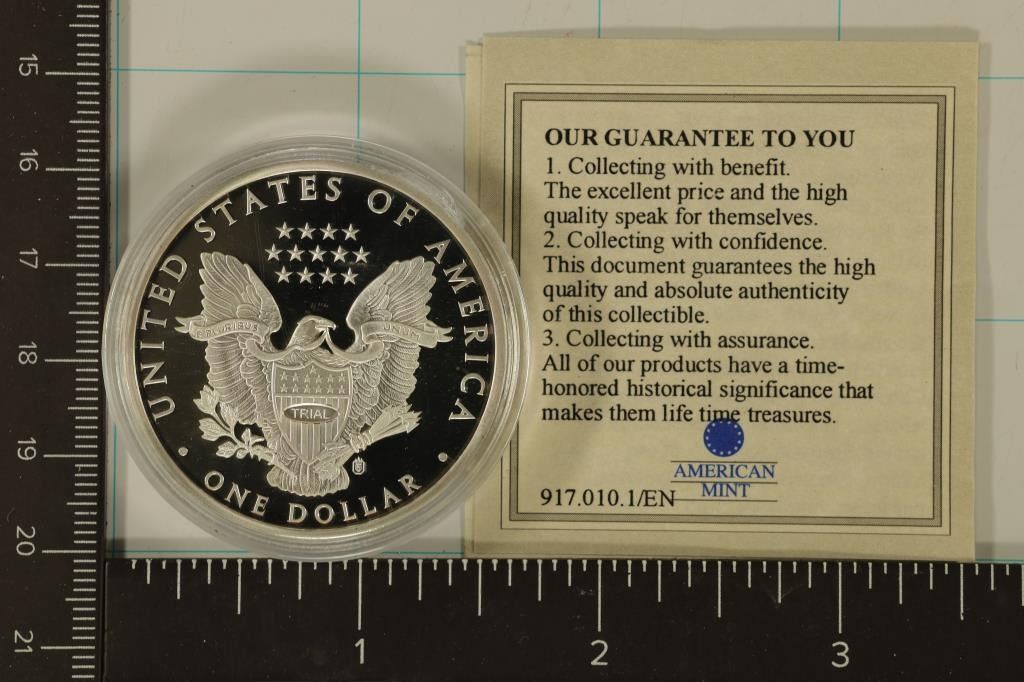 UNITED STATES OF AMERICA
PLURIBUS UNUM
TRIAL
ONE DOLLAR
OUR GUARANTEE TO YOU
1. Collecting with benefit.
The excellent price and the high
quality speak for themselves.
2. Collecting with confidence.
This document guarantees the high
quality and absolute authenticity
of this collectible.
3. Collecting with assurance.
All of our products have a time-
honored historical significance that
makes them life time treasures.
AMERICAN
MINT
917.010.1/EN
15
16
17
18
19
20
21
1 2 3